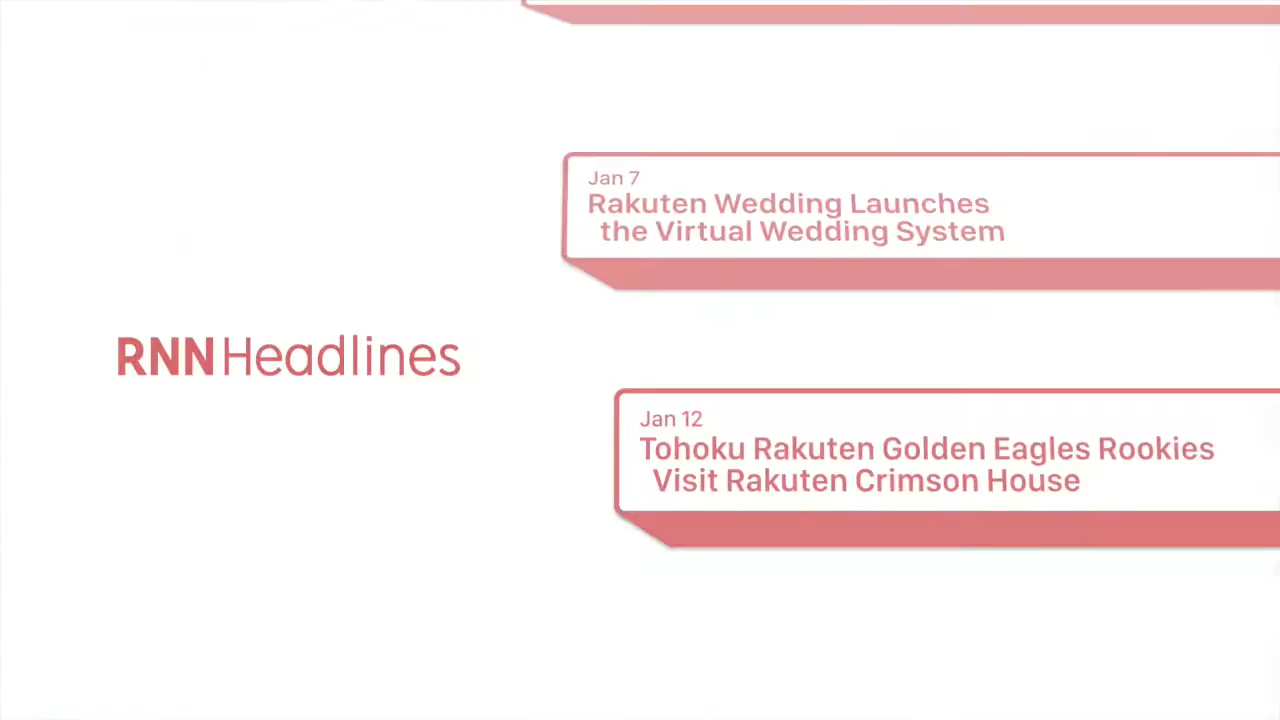 RNN Headlines
Jan 7
Rakuten Wedding Launches
the Virtual Wedding System
Jan 12
Tohoku Rakuten Golden Eagles Rookies
Visit Rakuten Crimson House